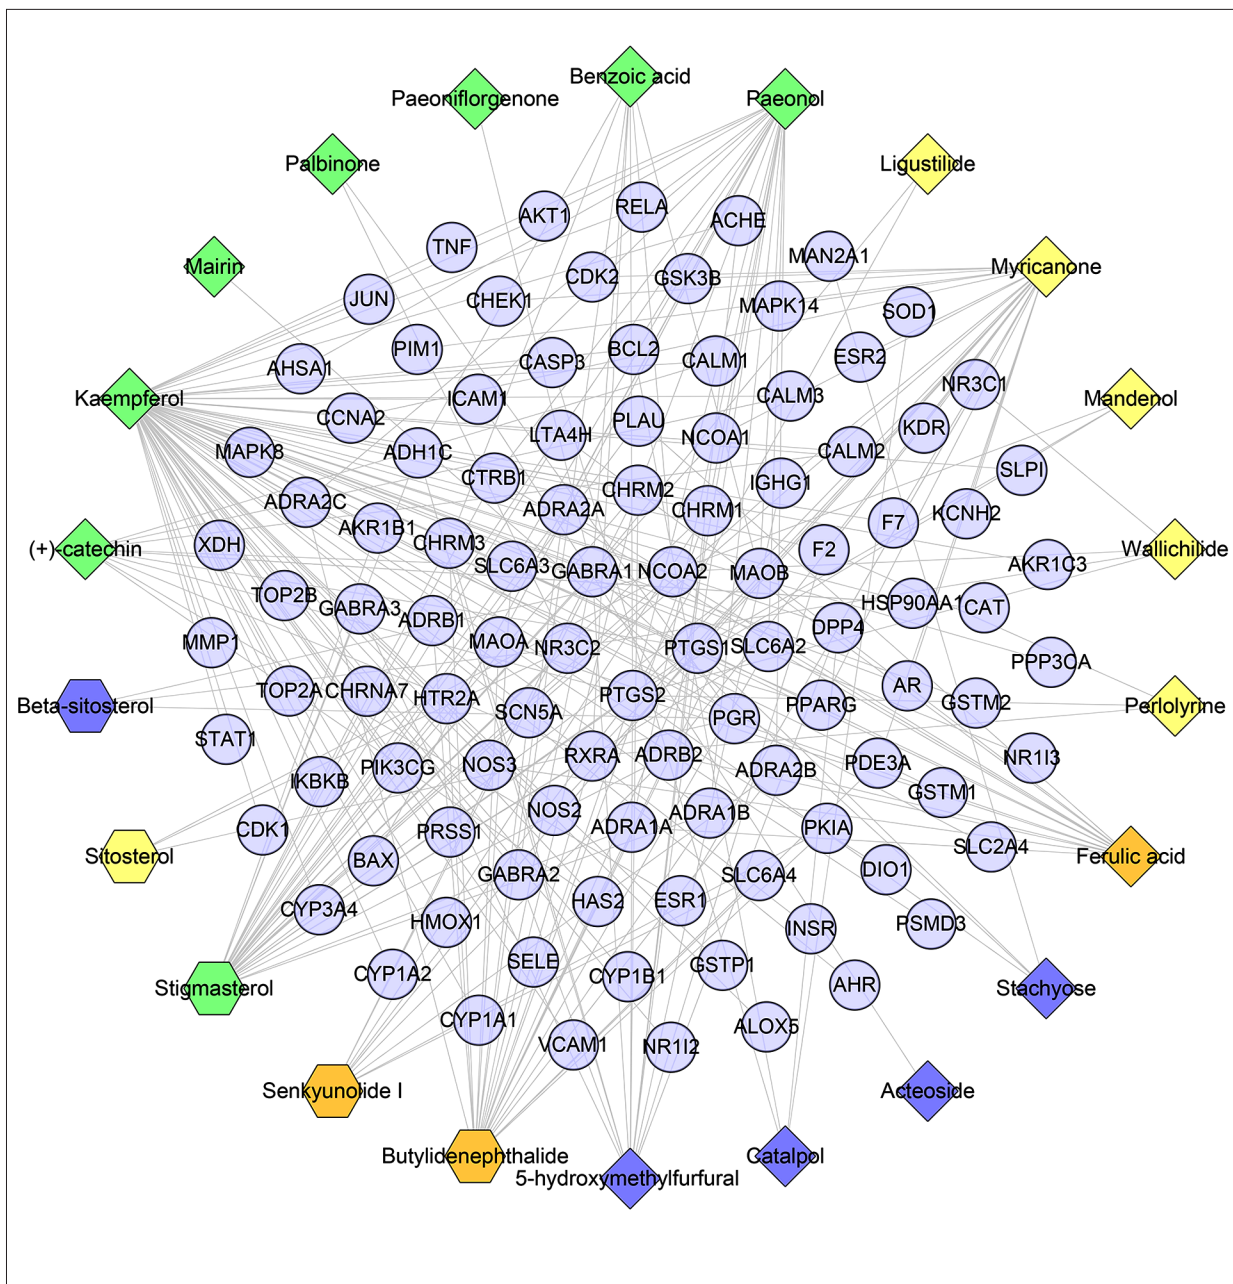 Benzoic acid
Paeoniflorgenone
Paeonol
Palbinone
Ligustilide
Mairin
Myricanone
Kaempferol
Mandenol
(+)-catechin
Wallichilide
Beta-sitosterol
Perlolyrine
Sitosterol
Ferulic acid
Stigmasterol
Stachyose
Senkyunolide I
Acteoside
Butylidenephthalide
Catalpol
5-hydroxymethylfurfural
AKT1
RELA
ACHE
TNF
MAN2A1
CDK2
GSK3B
JUN
CHEK1
MAPK14
SOD1
PIM1
CASP3
BCL2
CALM1
ESR2
AHSA1
ICAM1
CALM3
NR3C1
CCNA2
LTA4H
PLAU
NCOA1
KDR
MAPK8
ADH1C
CALM2
SLPI
CTRB1
CHRM2
IGHG1
ADRA2C
ADRA2A
CHRM1
F7
KCNH2
AKR1B1
CHRM3
F2
XDH
SLC6A3
GABRA1
NCOA2
MAOB
AKR1C3
TOP2B
GABRA3
HSP90AA1
CAT
ADRB1
DPP4
MMP1
MAOA
NR3C2
PTGS1
SLC6A2
PPP3CA
TOP2A
CHRNA7
HTR2A
PTGS2
AR
SCN5A
PGR
PPARG
GSTM2
STAT1
IKBKB
PIK3CG
NOS3
RXRA
ADRB2
ADRA2B
PDE3A
NR1I3
GSTM1
CDK1
PRSS1
NOS2
ADRA1A
ADRA1B
PKIA
BAX
SLC2A4
GABRA2
SLC6A4
DIO1
CYP3A4
HMOX1
HAS2
ESR1
INSR
PSMD3
CYP1A2
SELE
CYP1B1
GSTP1
AHR
CYP1A1
VCAM1
NR1I2
ALOX5